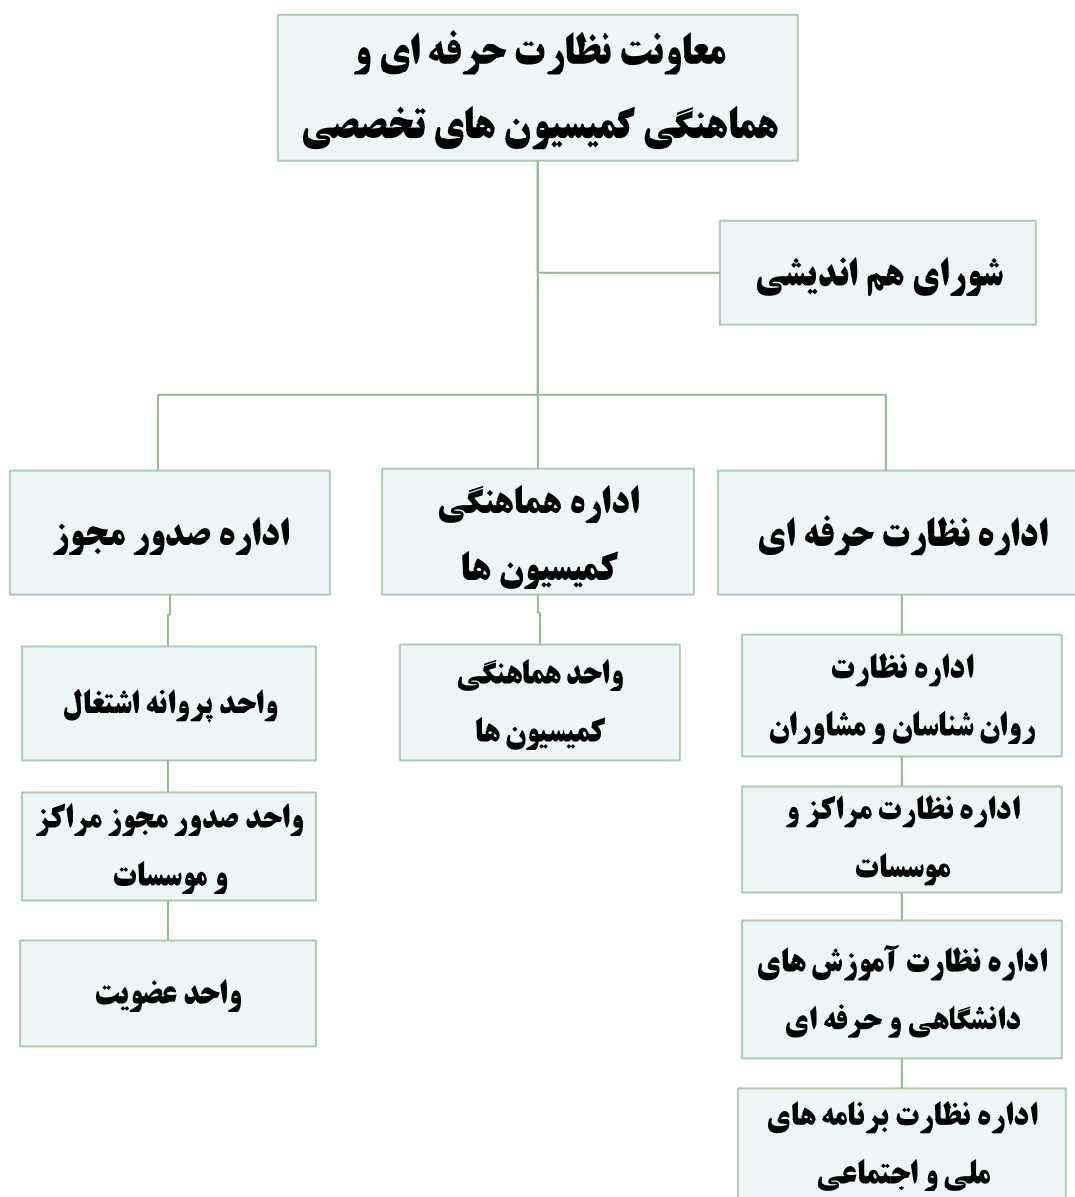 معاونت نظارت حرفه ای و
هماهنگی کمیسیون های تخصصی
شورای هم اندیشی
اداره نظارت حرفه ای
اداره نظارت
روان شناسان و مشاوران
اداره نظارت مراکز و
موسسات
اداره نظارت آموزش های
دانشگاهی و حرفه ای
اداره نظارت برنامه های
ملی و اجتماعی
اداره هماهنگی
کمیسیون ها
واحد هماهنگی
کمیسیون ها
اداره صدور مجوز
واحد پروانه اشتغال
واحد صدور مجوز مراکز
و موسسات
واحد عضویت